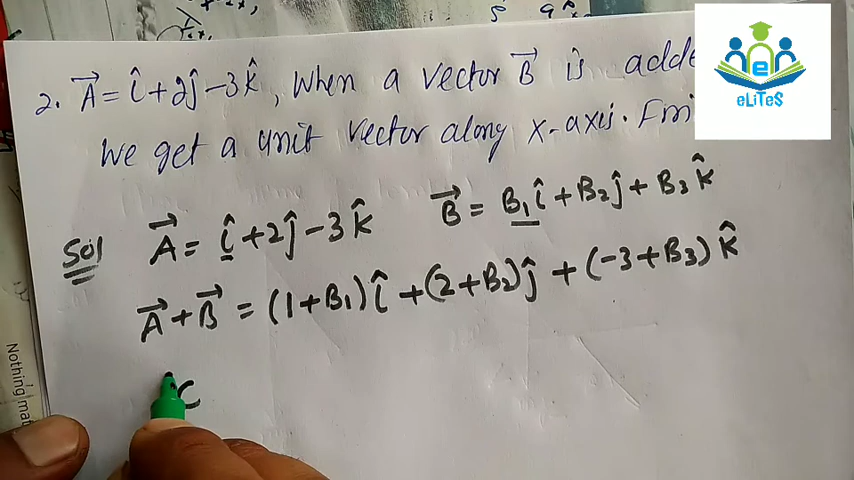 2. A⃗ = î + 2ĵ - 3k̂, When a vector B⃗ is adde
We get a unit vector along x-axis.
eLiTeS
Sol A⃗ = î + 2ĵ - 3k̂ B⃗ = B₁î + B₂ĵ + B₃k̂
A⃗ + B⃗ = (1+B₁)î + (2+B₂)ĵ + (-3+B₃)k̂
Nothing